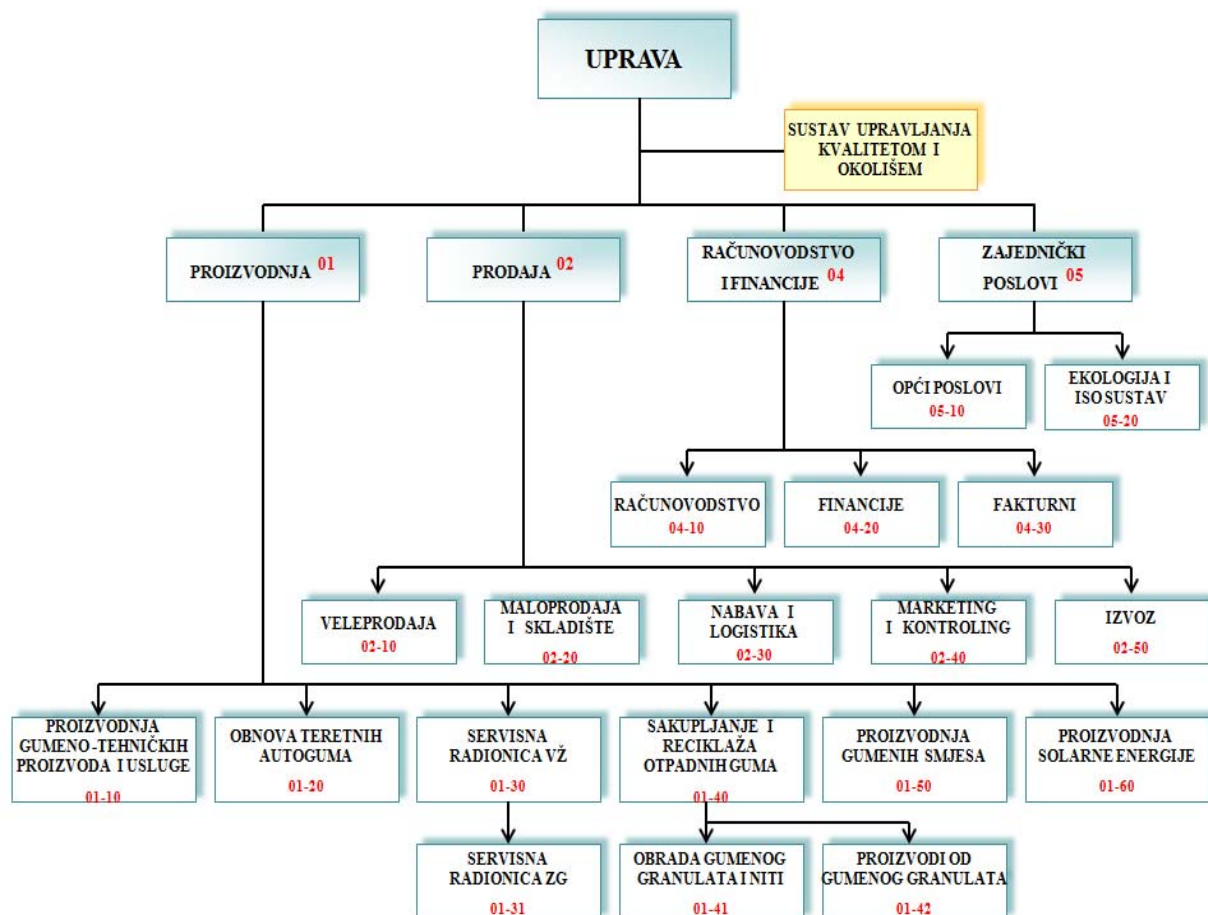 UPRAVA
SUSTAV UPRAVLJANJA
KVALITETOM I
OKOLIŠEM
PROIZVODNJA 01
PRODAJA 02
RAČUNOVODSTVO
I FINANCIJE 04
ZAJEDNIČKI
POSLOVI 05
OPĆI POSLOVI
05-10
EKOLOGIJA I
ISO SUSTAV
05-20
RAČUNOVODSTVO
04-10
FINANCIJE
04-20
FAKTURNI
04-30
VELEPRODAJA
02-10
MALOPRODAJA
I SKLADIŠTE
02-20
NABAVA I
LOGISTIKA
02-30
MARKETING
I KONTROLING
02-40
IZVOZ
02-50
PROIZVODNJA
GUMENO-TEHNIČKIH
PROIZVODA I USLUGE
01-10
OBNOVA TERETNIH
AUTOGUMA
01-20
SERVISNA
RADIONICA VŽ
01-30
SAKUPLJANJE I
RECIKLAŽA
OTPADNIH GUMA
01-40
PROIZVODNJA
GUMENIH SMJESA
01-50
PROIZVODNJA
SOLARNE ENERGIJE
01-60
SERVISNA
RADIONICA ZG
01-31
OBRADA GUMENOG
GRANULATA I NITI
01-41
PROIZVODI OD
GUMENOG GRANULATA
01-42